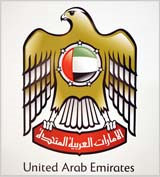 الإمارات العربية المتحدة
United Arab Emirates